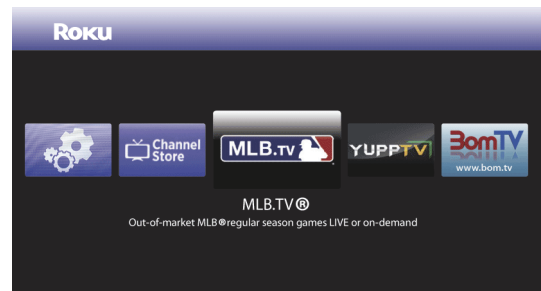 ROKU
Channel
Store
MLB.TV
YUPPTV
BomTV
www.bom.tv
MLB.TV®
Out-of-market MLB®regular season games LIVE or on-demand